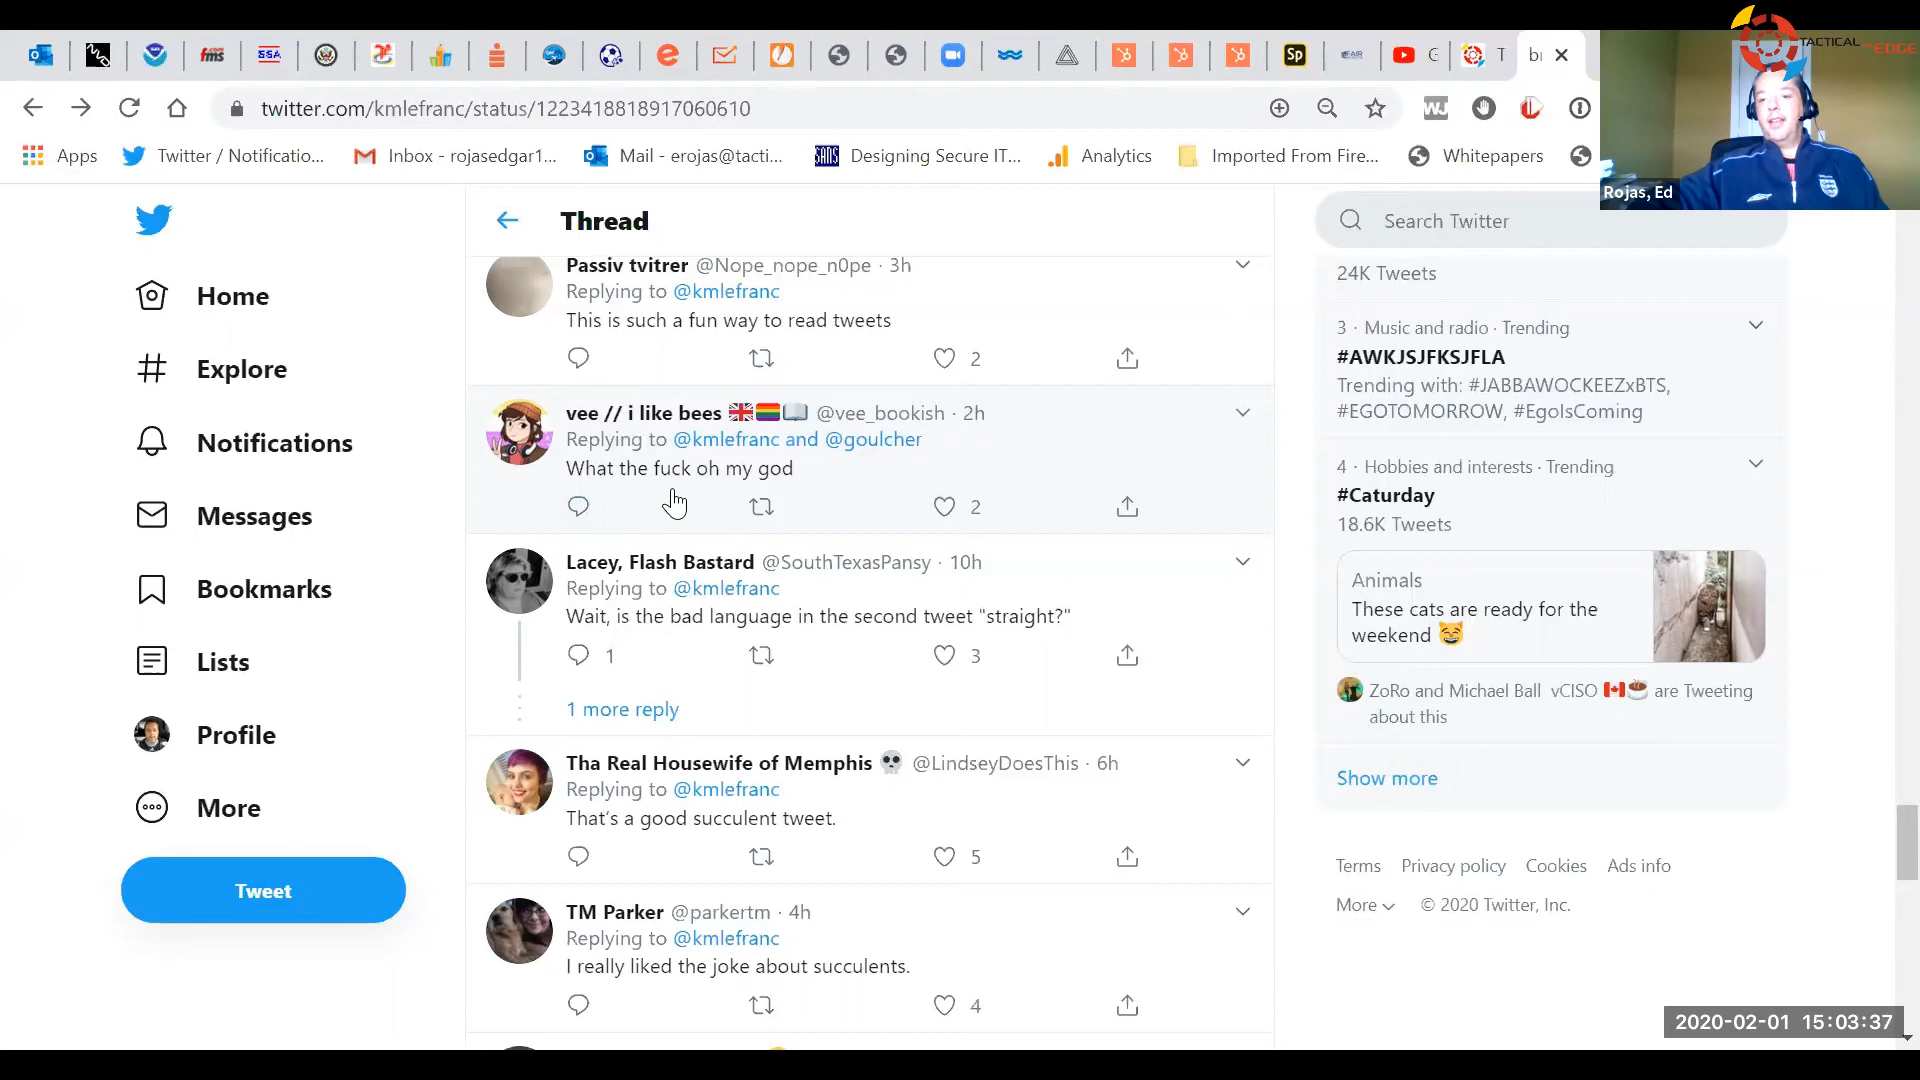 fms
SSA
Sp
FAIR
G
T
bı
TACTICAL-EDGE
twitter.com/kmlefranc/status/1223418818917060610
WJ
Apps
Twitter / Notificatio...
Inbox - rojasedgar1...
Mail - erojas@tacti...
SANS
Designing Secure IT...
Analytics
Imported From Fire...
Whitepapers
Rojas, Ed
Home
Explore
Notifications
Messages
Bookmarks
Lists
Profile
More
Tweet
Thread
Passiv tvitrer @Nope_nope_n0pe · 3h
Replying to @kmlefranc
This is such a fun way to read tweets
2
vee // i like bees 🇬🇧🏳️‍🌈📖 @vee_bookish · 2h
Replying to @kmlefranc and @goulcher
What the fuck oh my god
2
Lacey, Flash Bastard @SouthTexasPansy · 10h
Replying to @kmlefranc
Wait, is the bad language in the second tweet "straight?"
1
3
1 more reply
Tha Real Housewife of Memphis 💀 @LindseyDoesThis · 6h
Replying to @kmlefranc
That's a good succulent tweet.
5
TM Parker @parkertm · 4h
Replying to @kmlefranc
I really liked the joke about succulents.
4
Search Twitter
24K Tweets
3 · Music and radio · Trending
#AWKJSJFKSJFLA
Trending with: #JABBAWOCKEEZxBTS,
#EGOTOMORROW, #EgoIsComing
4 · Hobbies and interests · Trending
#Caturday
18.6K Tweets
Animals
These cats are ready for the
weekend 😸
ZoRo and Michael Ball vCISO 🇨🇦☕ are Tweeting
about this
Show more
Terms Privacy policy Cookies Ads info
More © 2020 Twitter, Inc.
2020-02-01 15:03:37